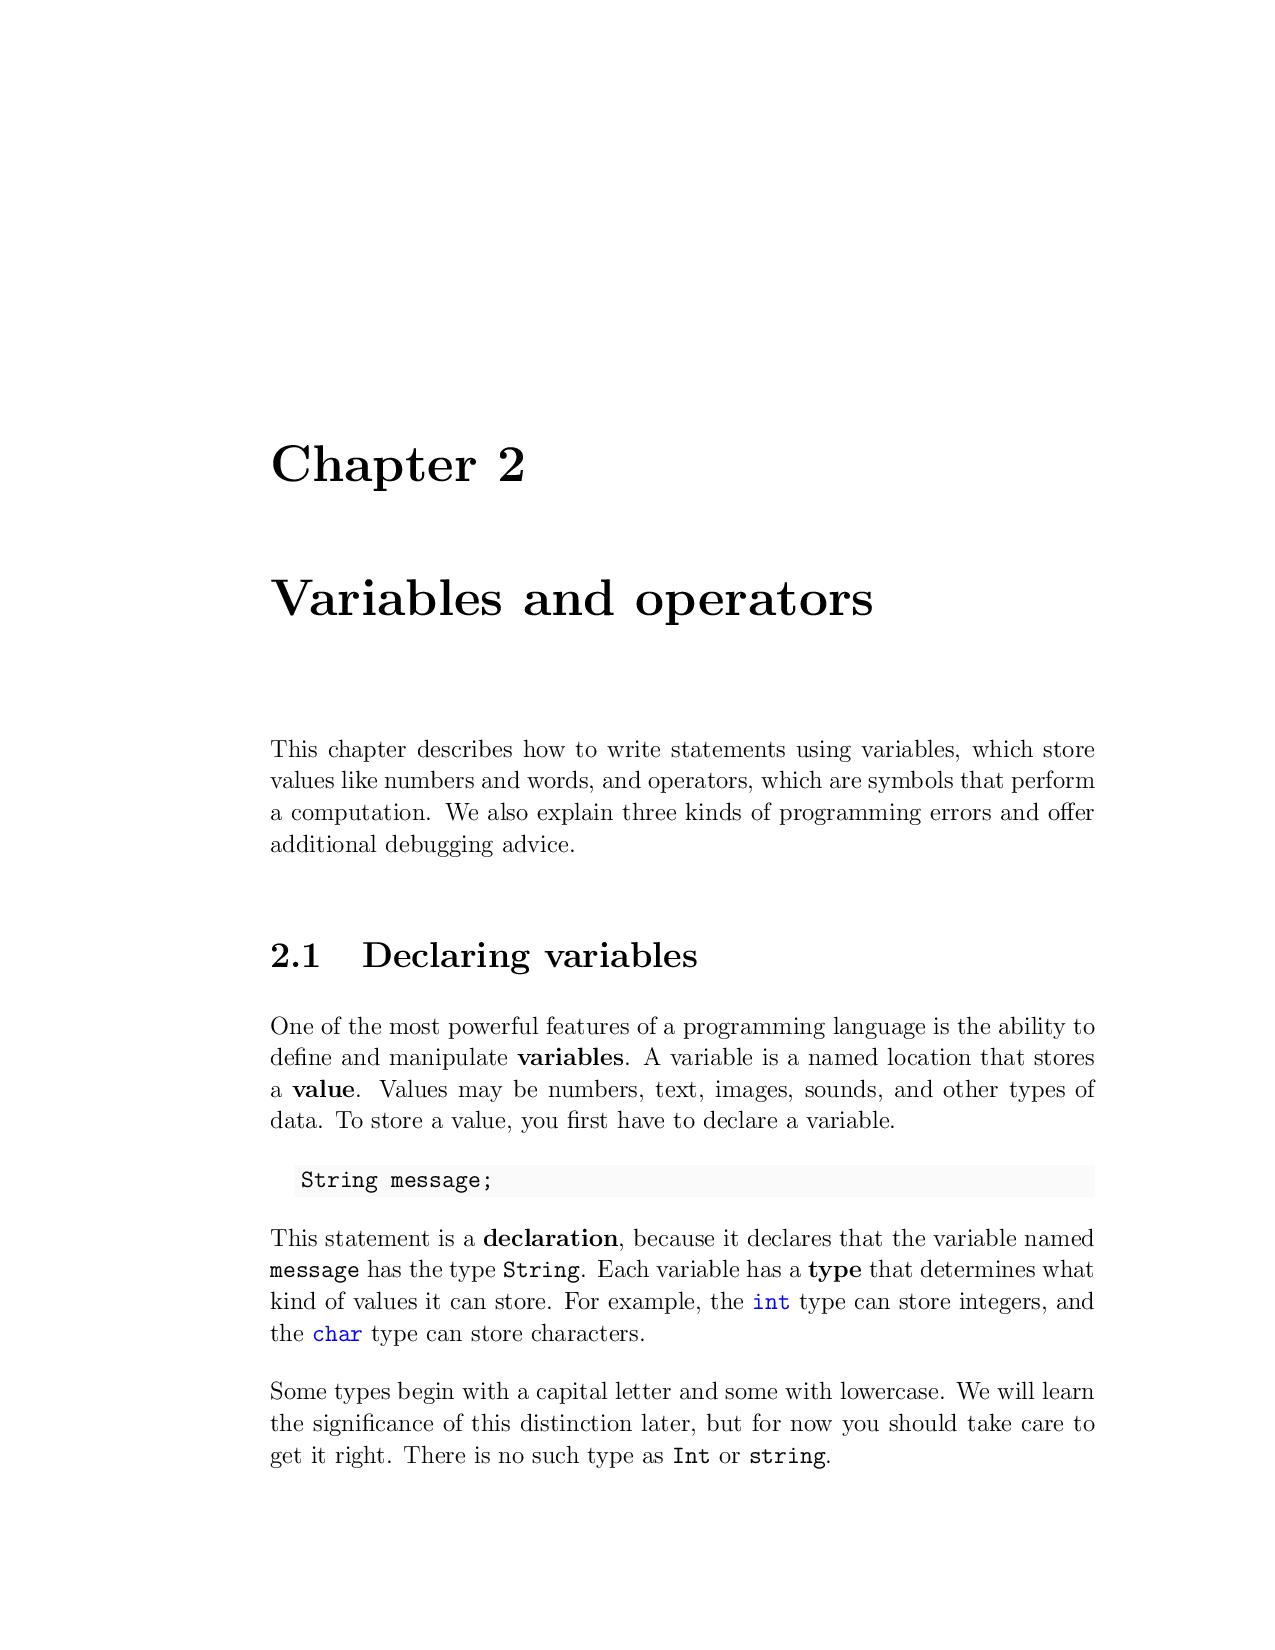 Chapter 2
Variables and operators
This chapter describes how to write statements using variables, which store
values like numbers and words, and operators, which are symbols that perform
a computation. We also explain three kinds of programming errors and offer
additional debugging advice.
2.1 Declaring variables
One of the most powerful features of a programming language is the ability to
define and manipulate variables. A variable is a named location that stores
a value. Values may be numbers, text, images, sounds, and other types of
data. To store a value, you first have to declare a variable.
String message;
This statement is a declaration, because it declares that the variable named
message has the type String. Each variable has a type that determines what
kind of values it can store. For example, the int type can store integers, and
the char type can store characters.
Some types begin with a capital letter and some with lowercase. We will learn
the significance of this distinction later, but for now you should take care to
get it right. There is no such type as Int or string.